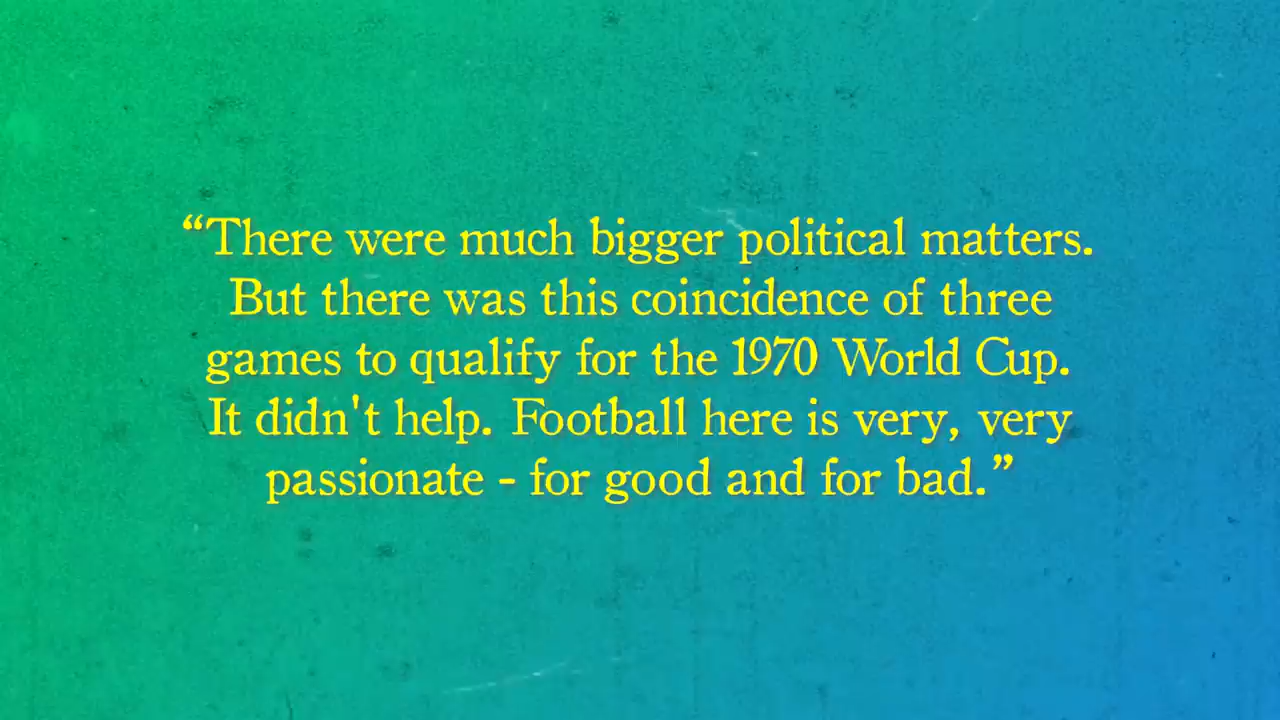 “There were much bigger political matters.
But there was this coincidence of three
games to qualify for the 1970 World Cup.
It didn't help. Football here is very, very
passionate - for good and for bad.”